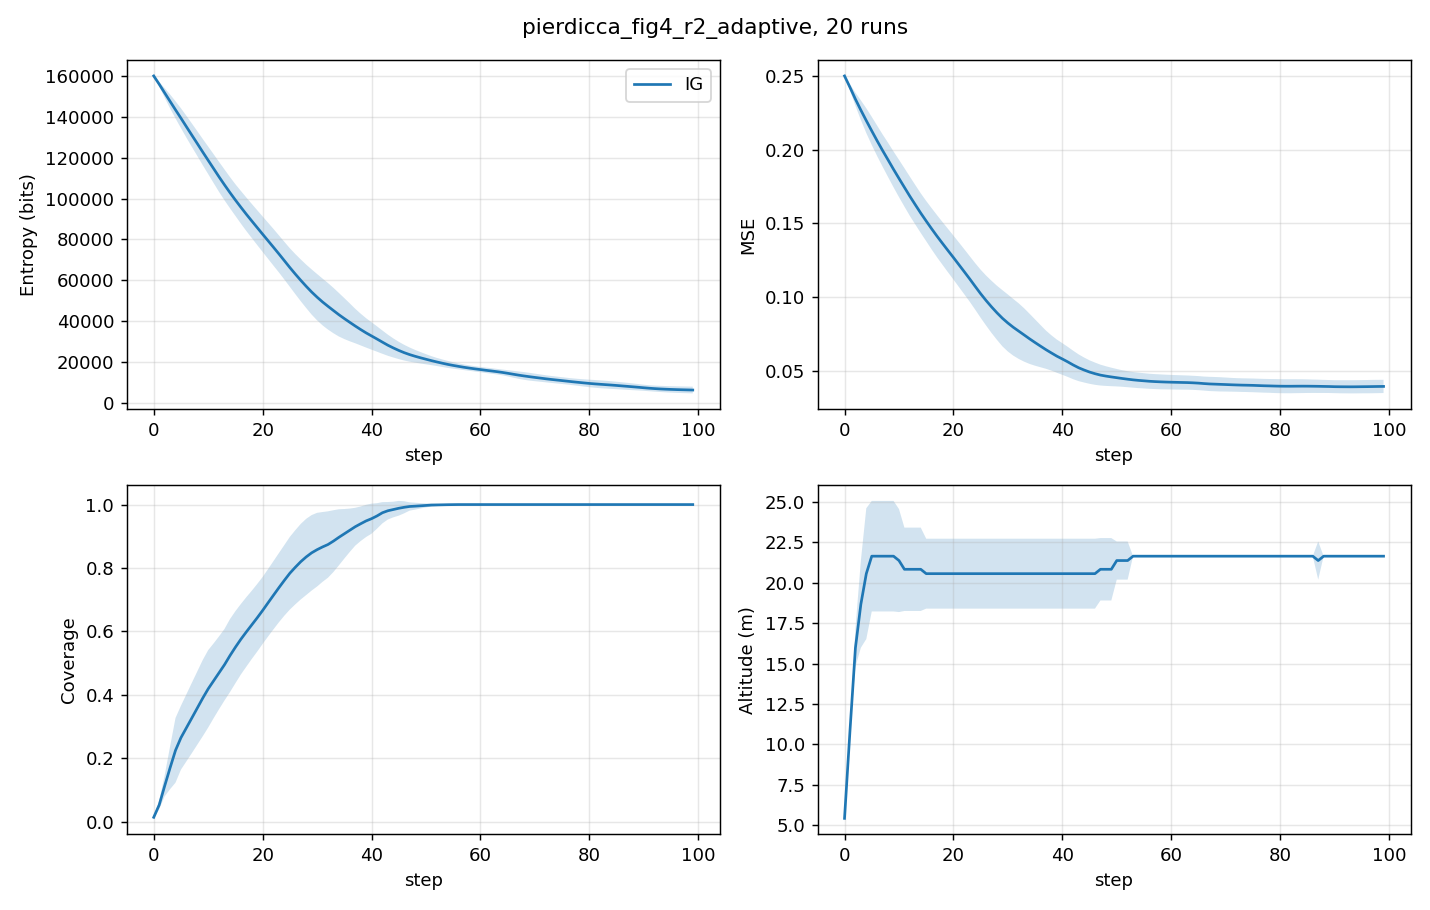 pierdicca_fig4_r2_adaptive, 20 runs
Entropy (bits)
160000
140000
120000
100000
80000
60000
40000
20000
0
IG
0 20 40 60 80 100
step
MSE
0.25
0.20
0.15
0.10
0.05
0 20 40 60 80 100
step
Coverage
1.0
0.8
0.6
0.4
0.2
0.0
0 20 40 60 80 100
step
Altitude (m)
25.0
22.5
20.0
17.5
15.0
12.5
10.0
7.5
5.0
0 20 40 60 80 100
step